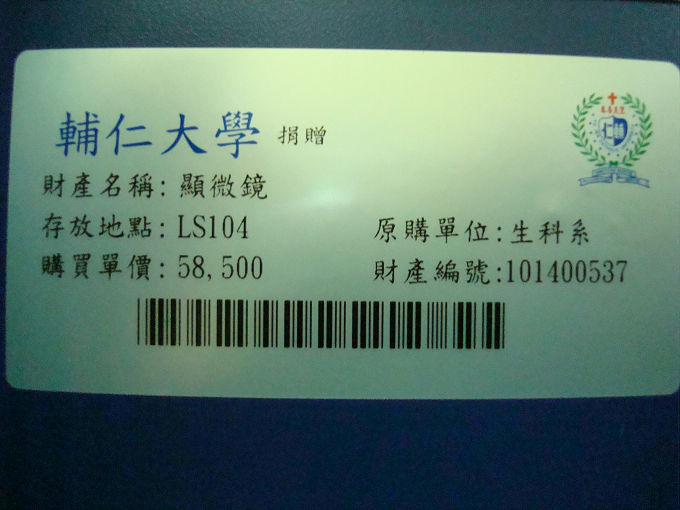 輔仁大學 捐贈
財產名稱: 顯微鏡
存放地點: LS104 原購單位:生科系
購買單價: 58,500 財產編號:101400537